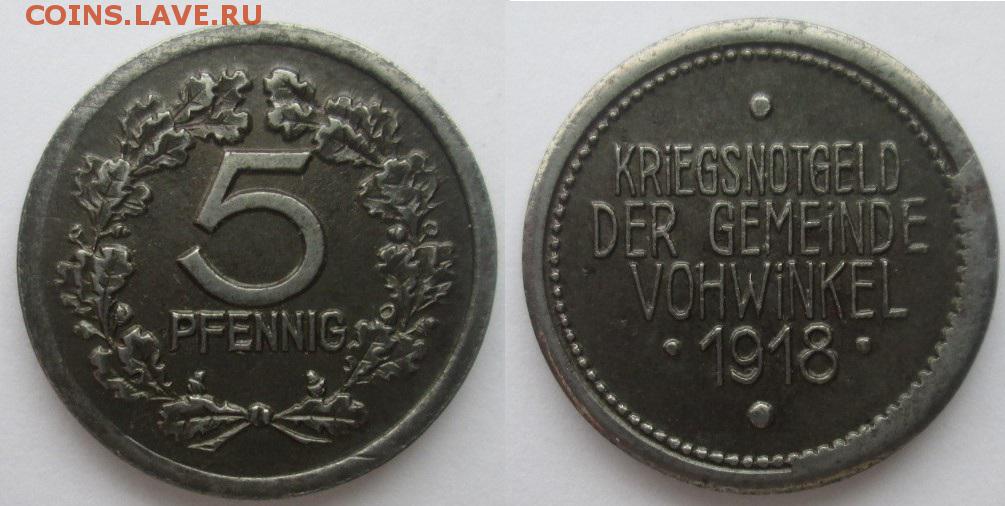 COINS.LAVE.RU
5
PFENNIG
KRiEGSNOTGELD
DER GEMEiNDE
VOHWiNKEL
· 1918 ·